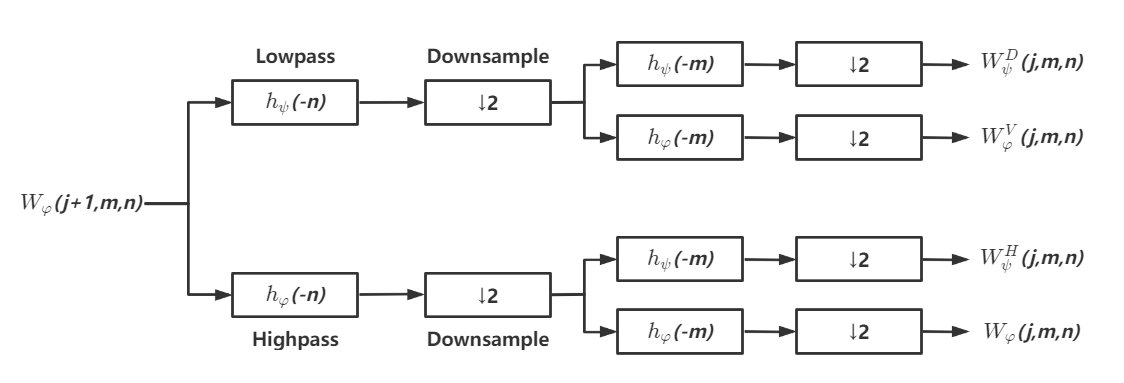 Lowpass Downsample
$h_\psi$(-m) ↓2 $W_\psi^D$(j,m,n)
$h_\psi$(-n) ↓2
$h_\varphi$(-m) ↓2 $W_\varphi^V$(j,m,n)
$W_\varphi$(j+1,m,n)
$h_\psi$(-m) ↓2 $W_\psi^H$(j,m,n)
$h_\varphi$(-n) ↓2
$h_\varphi$(-m) ↓2 $W_\varphi$(j,m,n)
Highpass Downsample